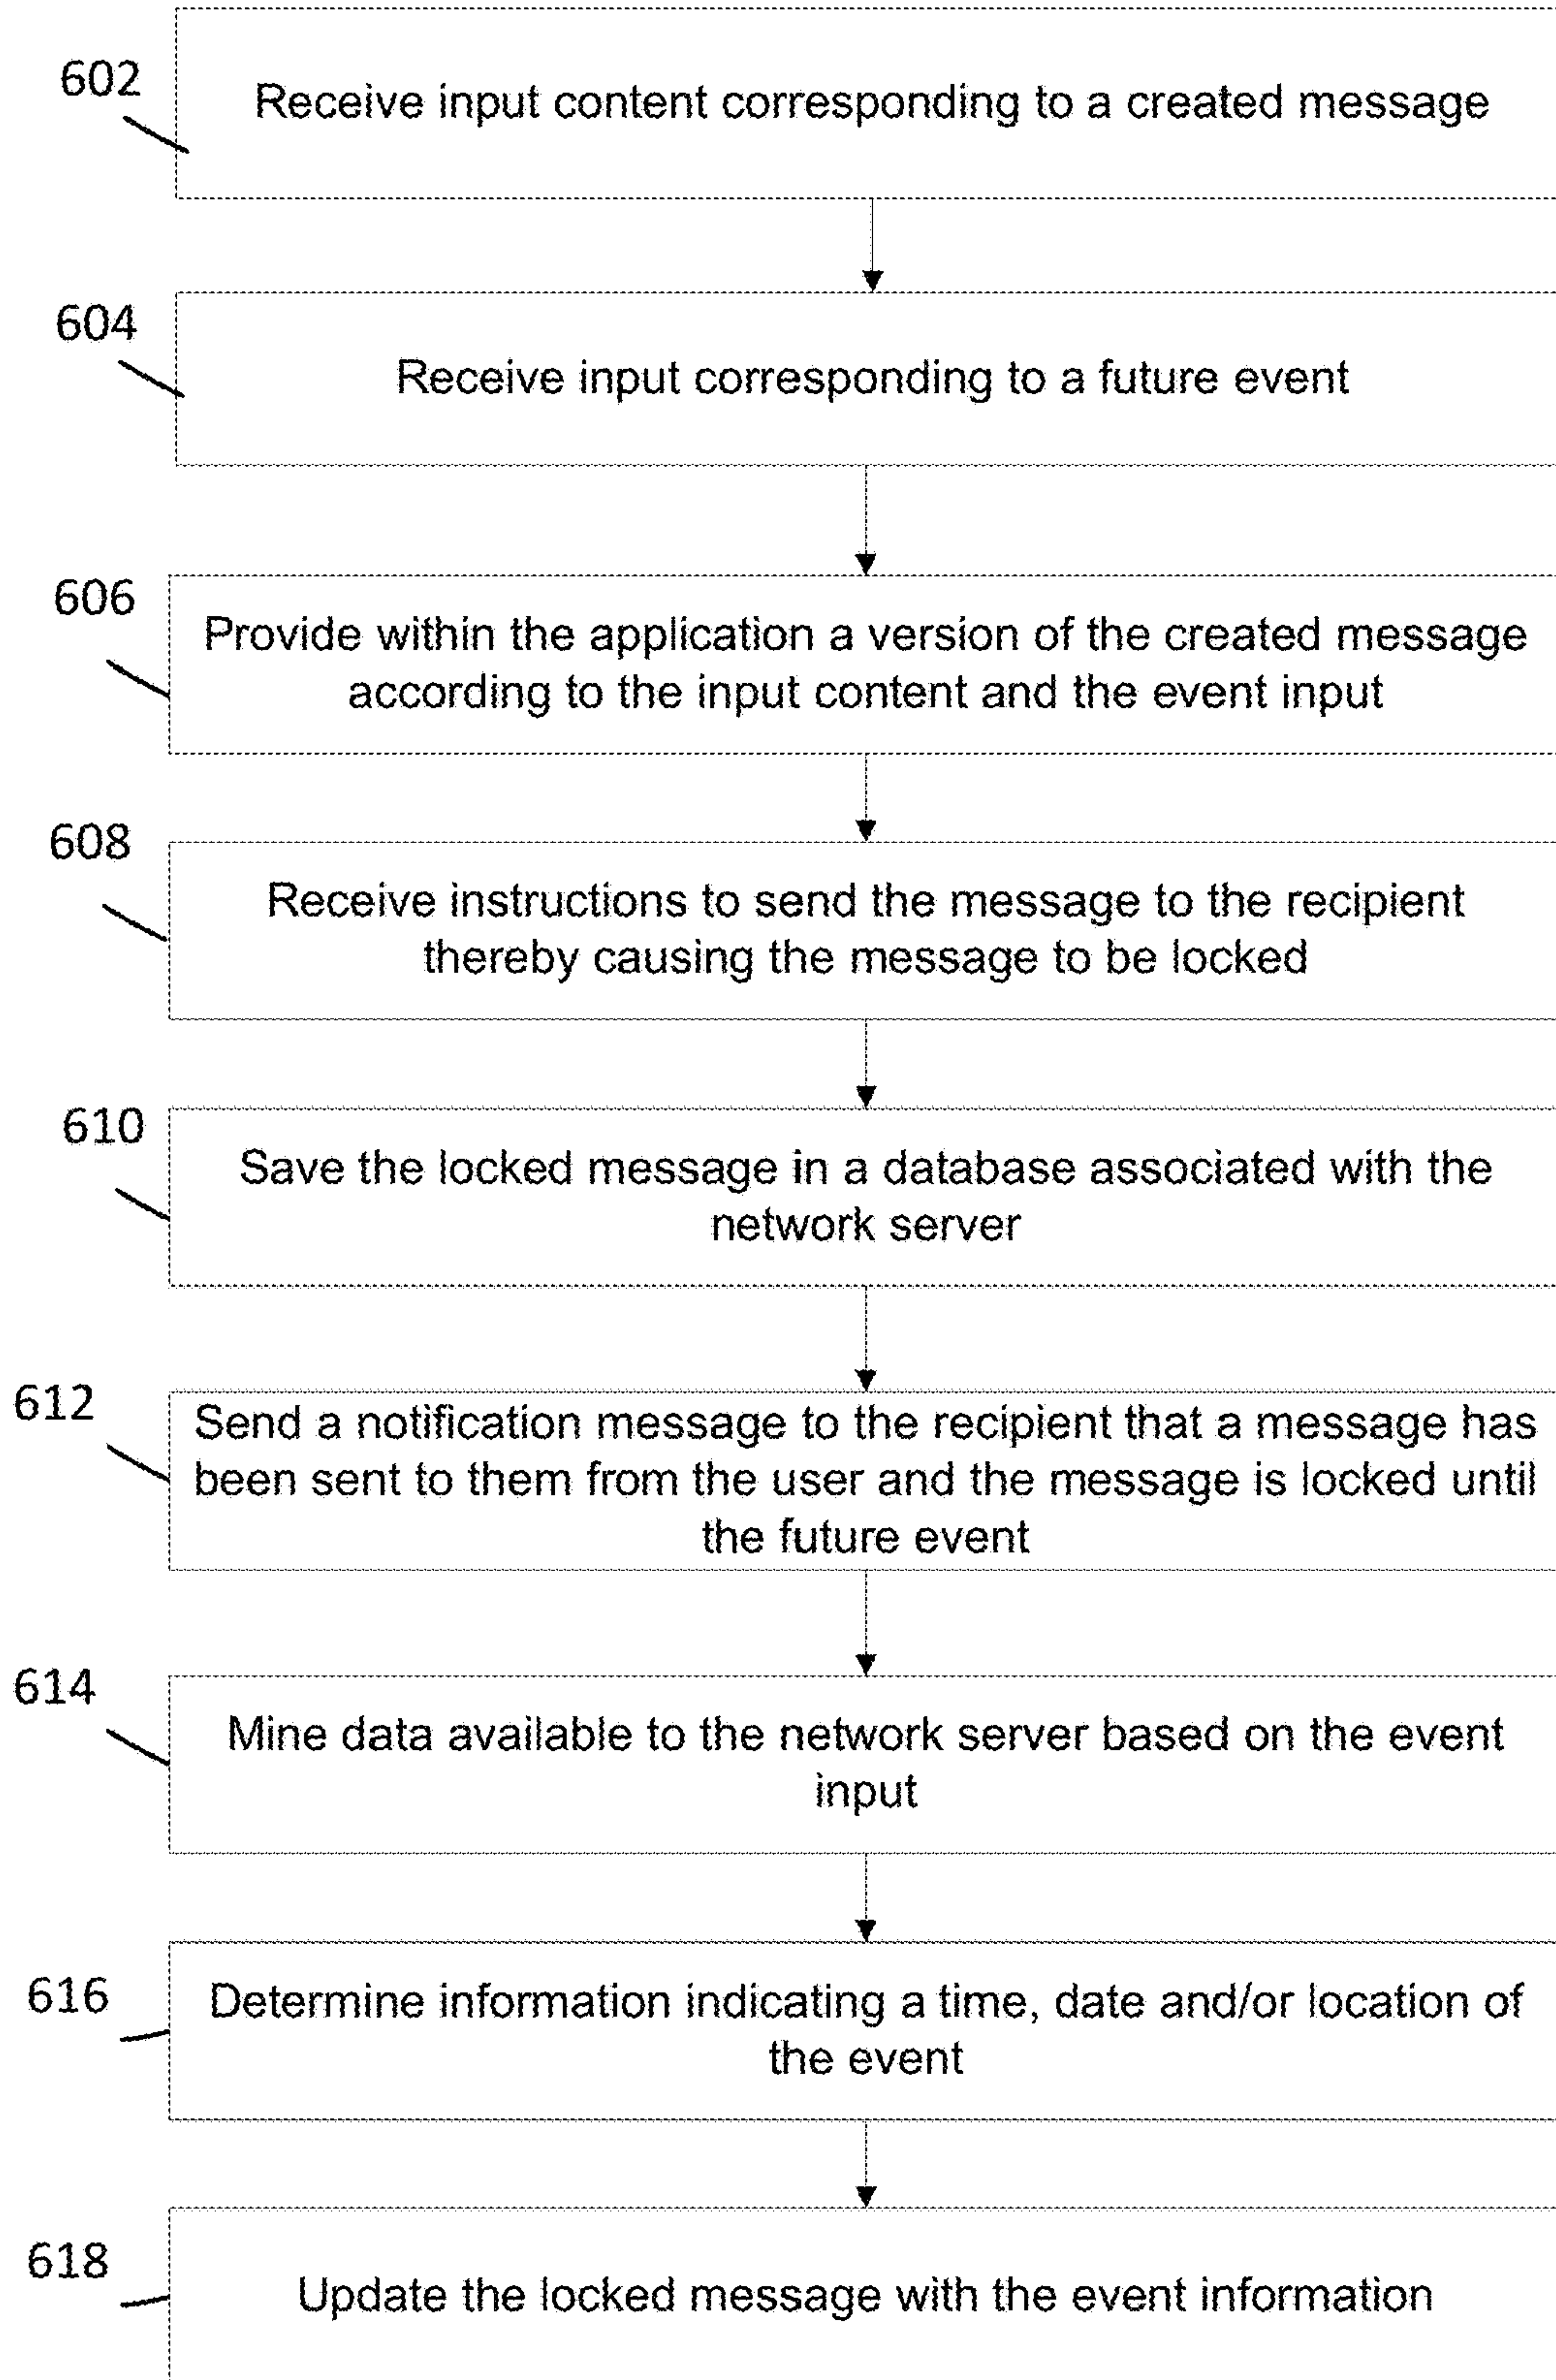 602
Receive input content corresponding to a created message
604
Receive input corresponding to a future event
606
Provide within the application a version of the created message
according to the input content and the event input
608
Receive instructions to send the message to the recipient
thereby causing the message to be locked
610
Save the locked message in a database associated with the
network server
612
Send a notification message to the recipient that a message has
been sent to them from the user and the message is locked until
the future event
614
Mine data available to the network server based on the event
input
616
Determine information indicating a time, date and/or location of
the event
618
Update the locked message with the event information